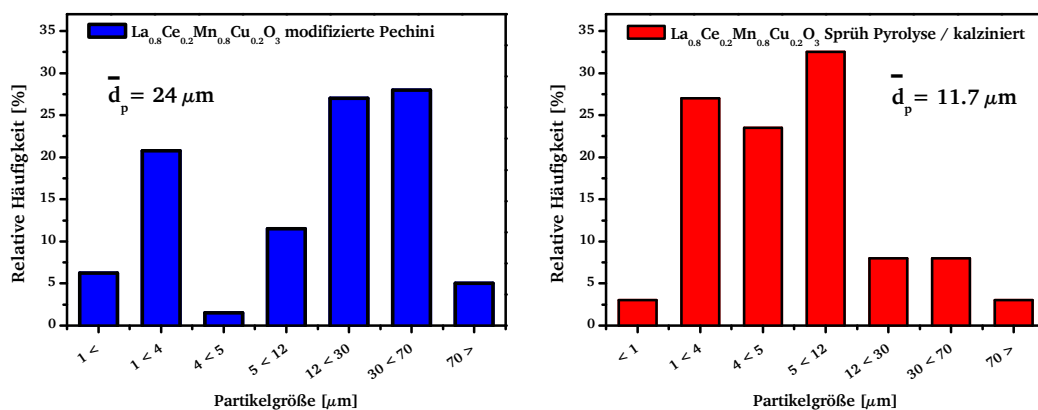 La0.8Ce0.2Mn0.8Cu0.2O3 modifizierte Pechini
d̅p = 24 μm
Relative Häufigkeit [%]
35
30
25
20
15
10
5
0
1 <
1 < 4
4 < 5
5 < 12
12 < 30
30 < 70
70 >
Partikelgröße [μm]
La0.8Ce0.2Mn0.8Cu0.2O3 Sprüh Pyrolyse / kalziniert
d̅p = 11.7 μm
Relative Häufigkeit [%]
35
30
25
20
15
10
5
0
< 1
1 < 4
4 < 5
5 < 12
12 < 30
30 < 70
70 >
Partikelgröße [μm]